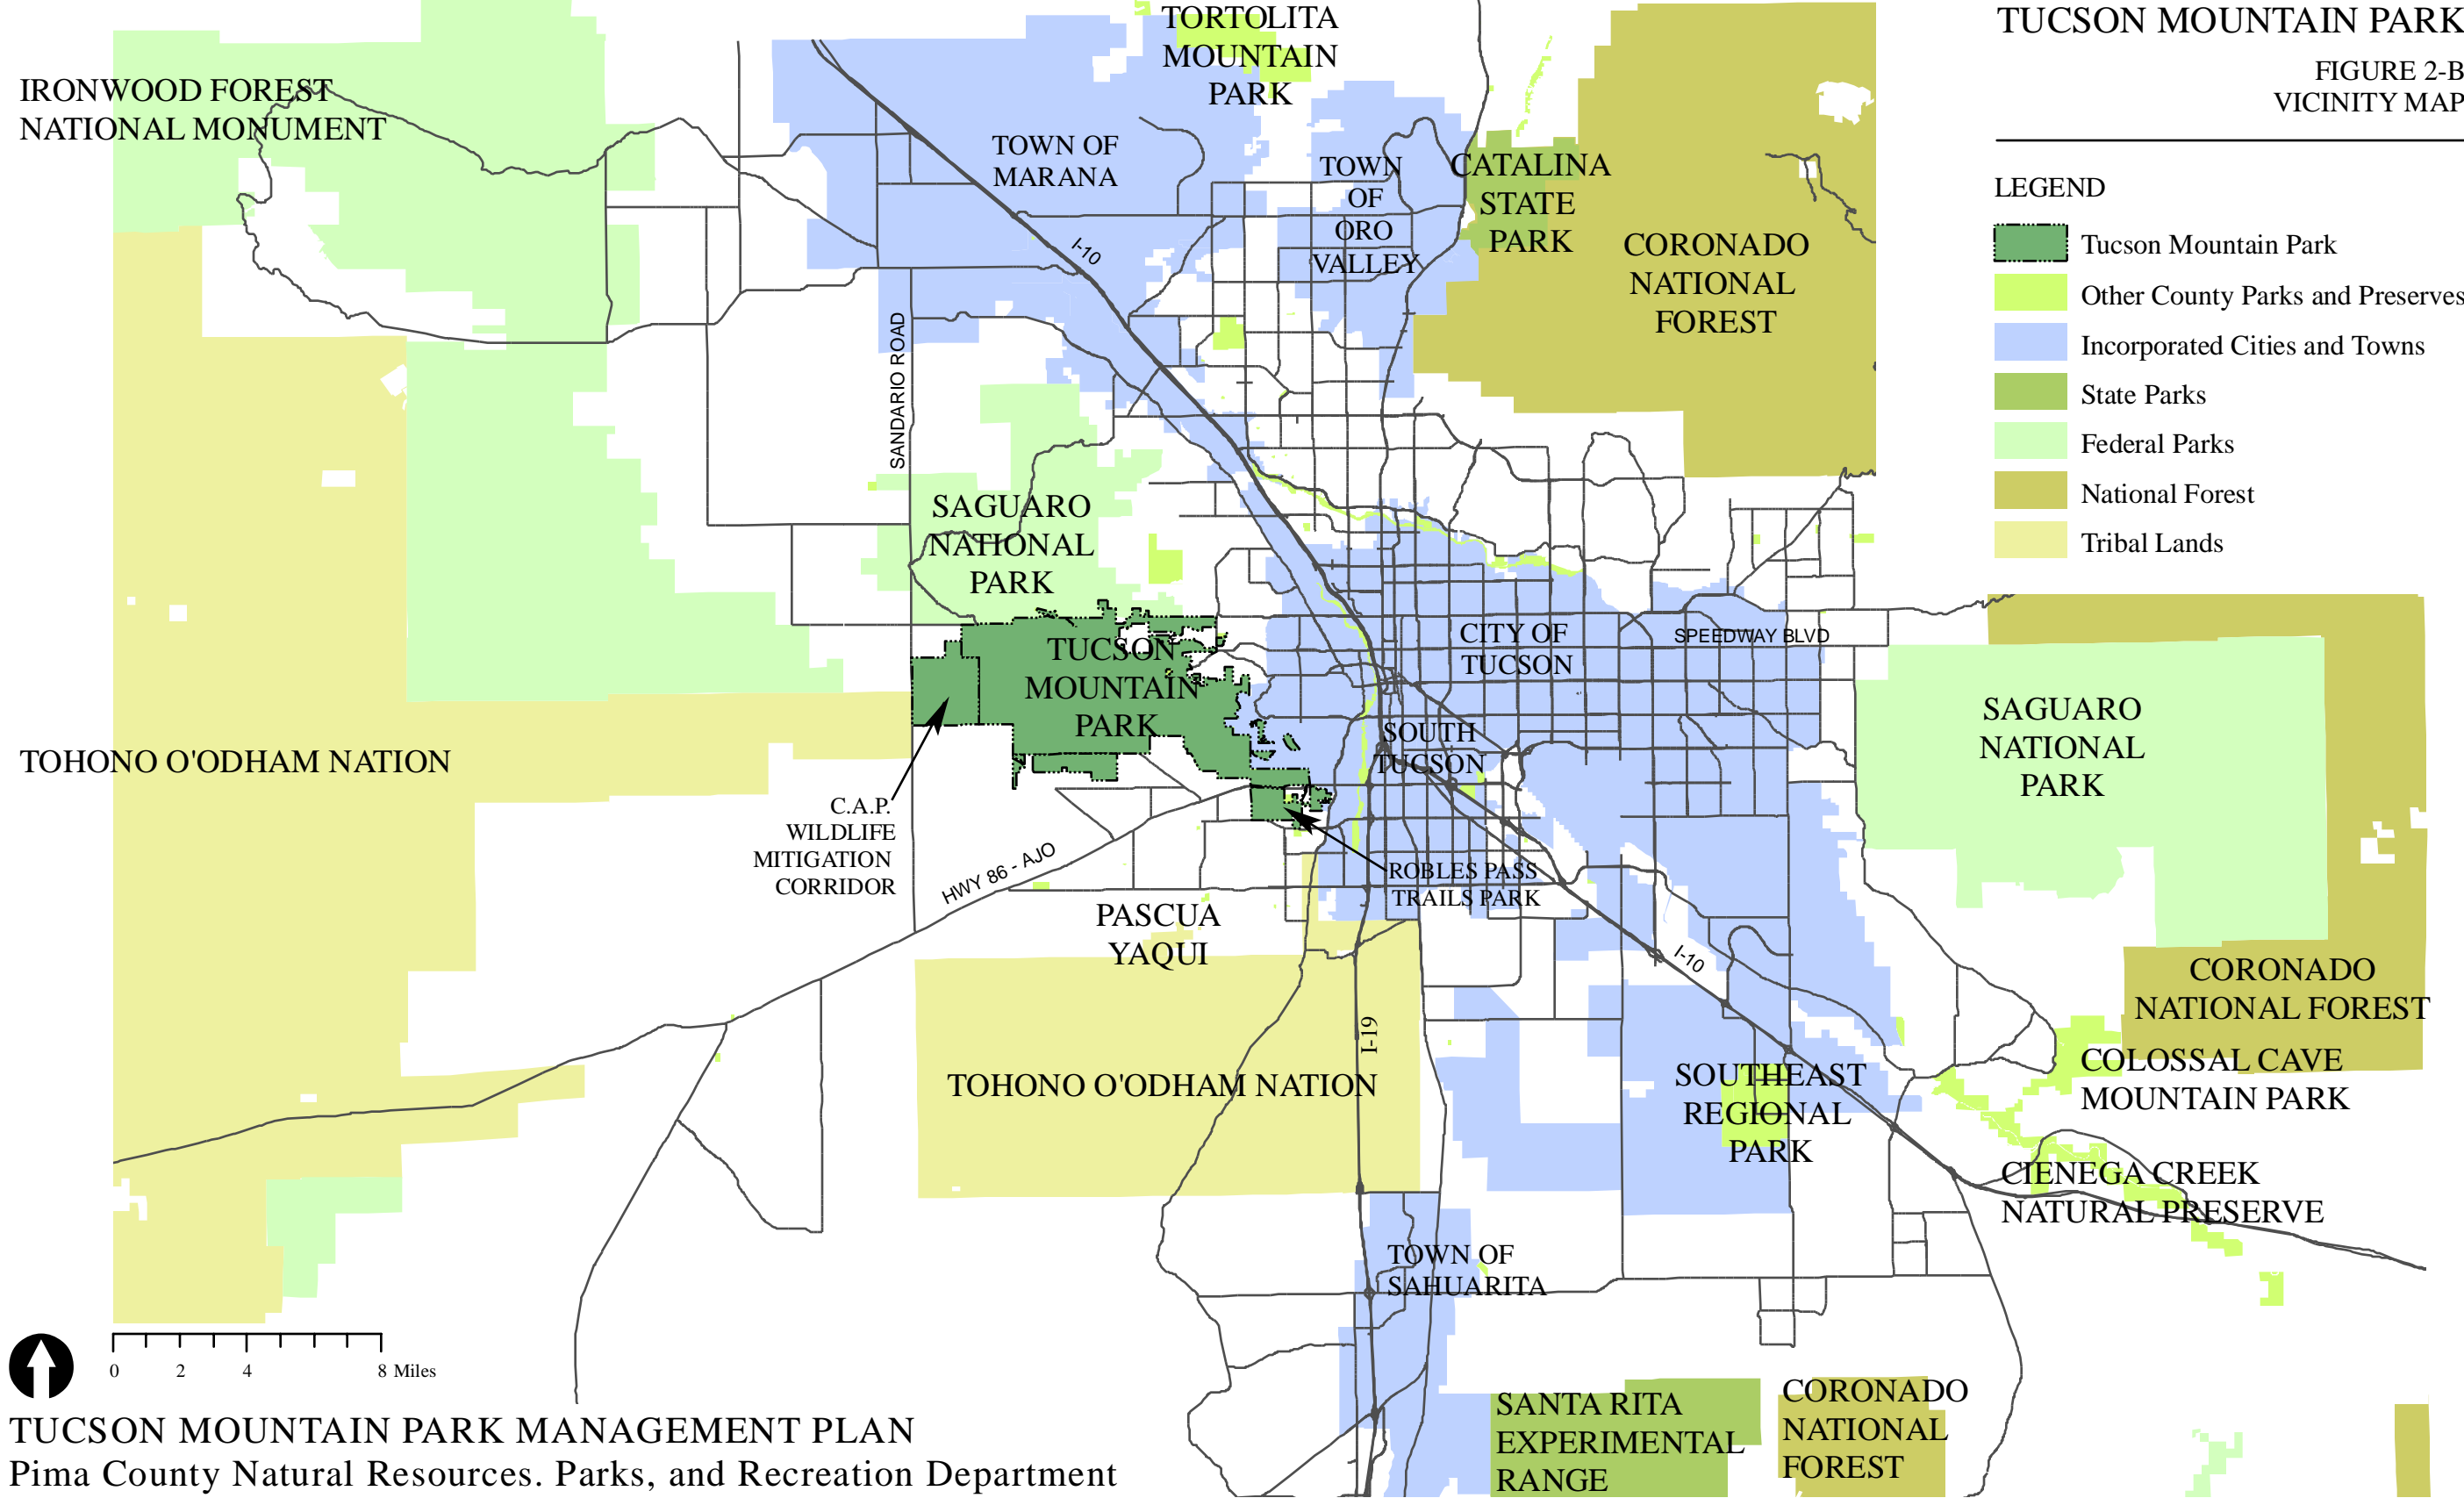 TUCSON MOUNTAIN PARK
FIGURE 2-B
VICINITY MAP
LEGEND
Tucson Mountain Park
Other County Parks and Preserves
Incorporated Cities and Towns
State Parks
Federal Parks
National Forest
Tribal Lands
TORTOLITA
MOUNTAIN
PARK
IRONWOOD FOREST
NATIONAL MONUMENT
TOWN OF
MARANA
TOWN
OF
ORO
VALLEY
CATALINA
STATE
PARK
CORONADO
NATIONAL
FOREST
I-10
SANDARIO ROAD
SAGUARO
NATIONAL
PARK
TUCSON
MOUNTAIN
PARK
CITY OF
TUCSON
SPEEDWAY BLVD
SOUTH
TUCSON
SAGUARO
NATIONAL
PARK
TOHONO O'ODHAM NATION
C.A.P.
WILDLIFE
MITIGATION
CORRIDOR
HWY 86 - AJO
ROBLES PASS
TRAILS PARK
PASCUA
YAQUI
I-10
CORONADO
NATIONAL FOREST
I-19
TOHONO O'ODHAM NATION
SOUTHEAST
REGIONAL
PARK
COLOSSAL CAVE
MOUNTAIN PARK
CIENEGA CREEK
NATURAL PRESERVE
TOWN OF
SAHUARITA
SANTA RITA
EXPERIMENTAL
RANGE
CORONADO
NATIONAL
FOREST
0 2 4 8 Miles
TUCSON MOUNTAIN PARK MANAGEMENT PLAN
Pima County Natural Resources. Parks, and Recreation Department